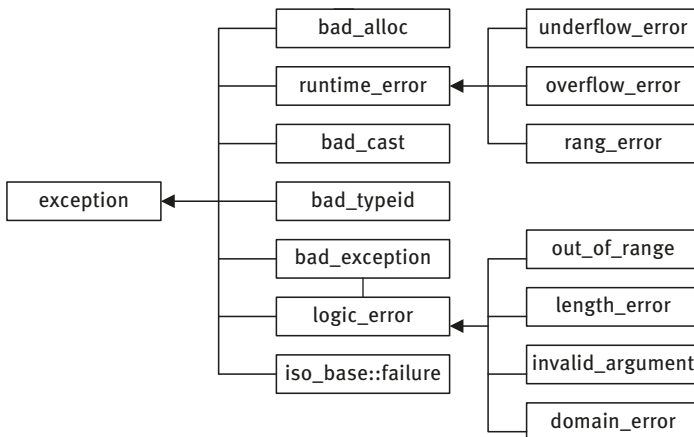 bad_alloc
runtime_error
bad_cast
exception
bad_typeid
bad_exception
logic_error
iso_base::failure
underflow_error
overflow_error
rang_error
out_of_range
length_error
invalid_argument
domain_error